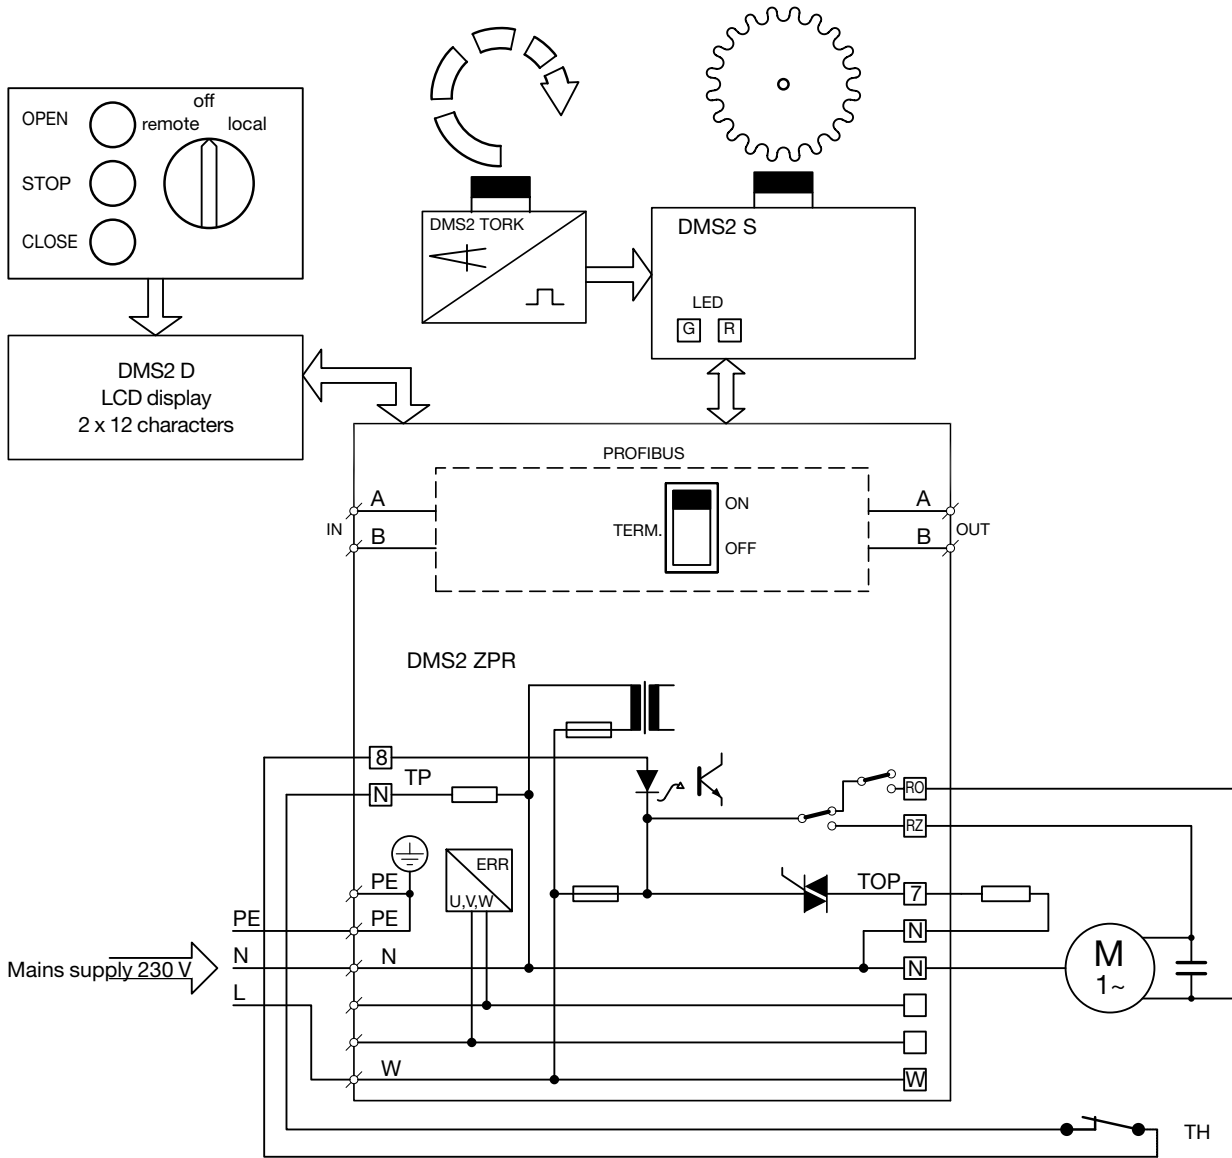 off
OPEN
remote
local
STOP
CLOSE
DMS2 TORK
DMS2 S
LED
G
R
DMS2 D
LCD display
2 x 12 characters
PROFIBUS
A
ON
A
IN
TERM.
OUT
B
OFF
B
DMS2 ZPR
8
TP
N
RO
RZ
ERR
U,V,W
PE
TOP
7
PE
PE
N
N
N
N
Mains supply 230 V
M
1~
L
W
W
TH